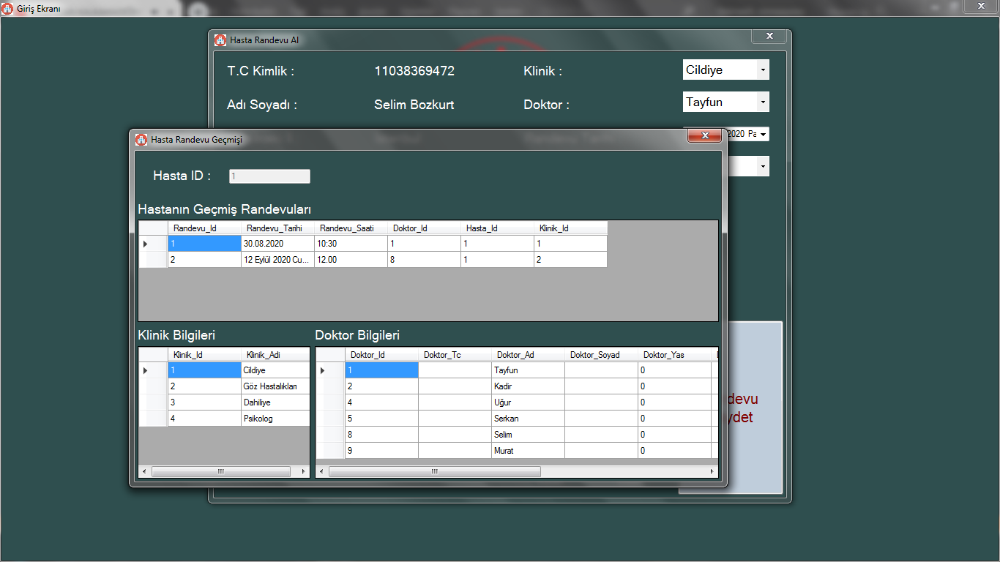 Giriş Ekranı
Hasta Randevu Al
T.C Kimlik : 11038369472 Klinik : Cildiye
Adı Soyadı : Selim Bozkurt Doktor : Tayfun
2020 Pa
Hasta Randevu Geçmişi
Hasta ID : 1
Hastanın Geçmiş Randevuları
Randevu_Id Randevu_Tarihi Randevu_Saati Doktor_Id Hasta_Id Klinik_Id
1 30.08.2020 10:30 1 1 1
2 12 Eylül 2020 Cu... 12.00 8 1 2
Klinik Bilgileri
Klinik_Id Klinik_Adi
1 Cildiye
2 Göz Hastalıkları
3 Dahiliye
4 Psikolog
Doktor Bilgileri
Doktor_Id Doktor_Tc Doktor_Ad Doktor_Soyad Doktor_Yas
1 Tayfun 0
2 Kadir 0
4 Uğur 0
5 Serkan 0
8 Selim 0
9 Murat 0
devu
ydet